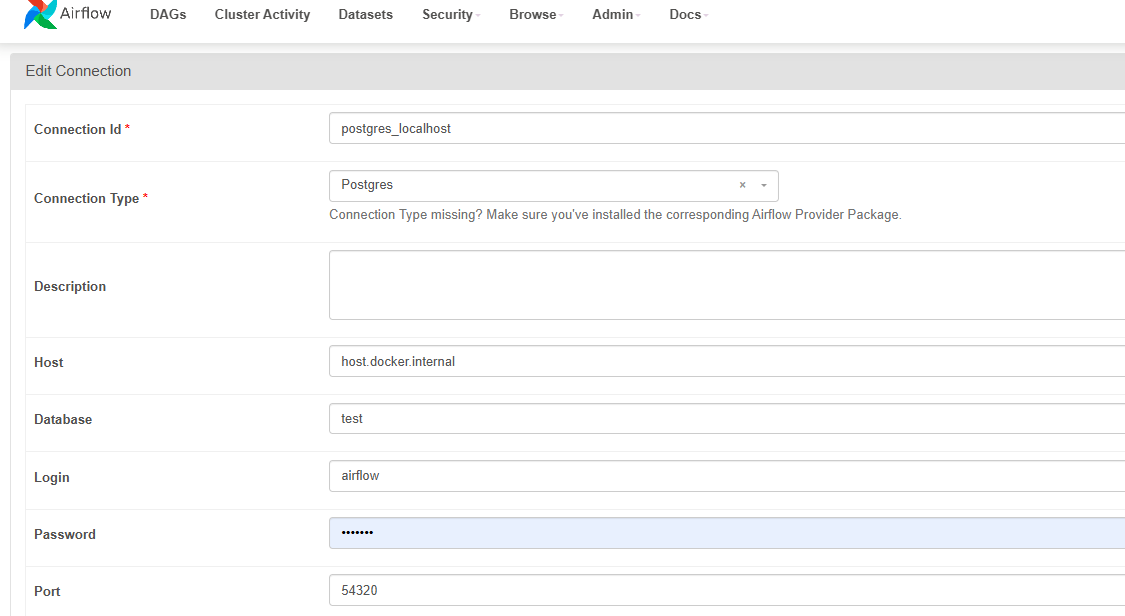 Airflow DAGs Cluster Activity Datasets Security Browse Admin Docs
Edit Connection
Connection Id * postgres_localhost
Connection Type * Postgres × 
Connection Type missing? Make sure you've installed the corresponding Airflow Provider Package.
Description
Host host.docker.internal
Database test
Login airflow
Password •••••••
Port 54320